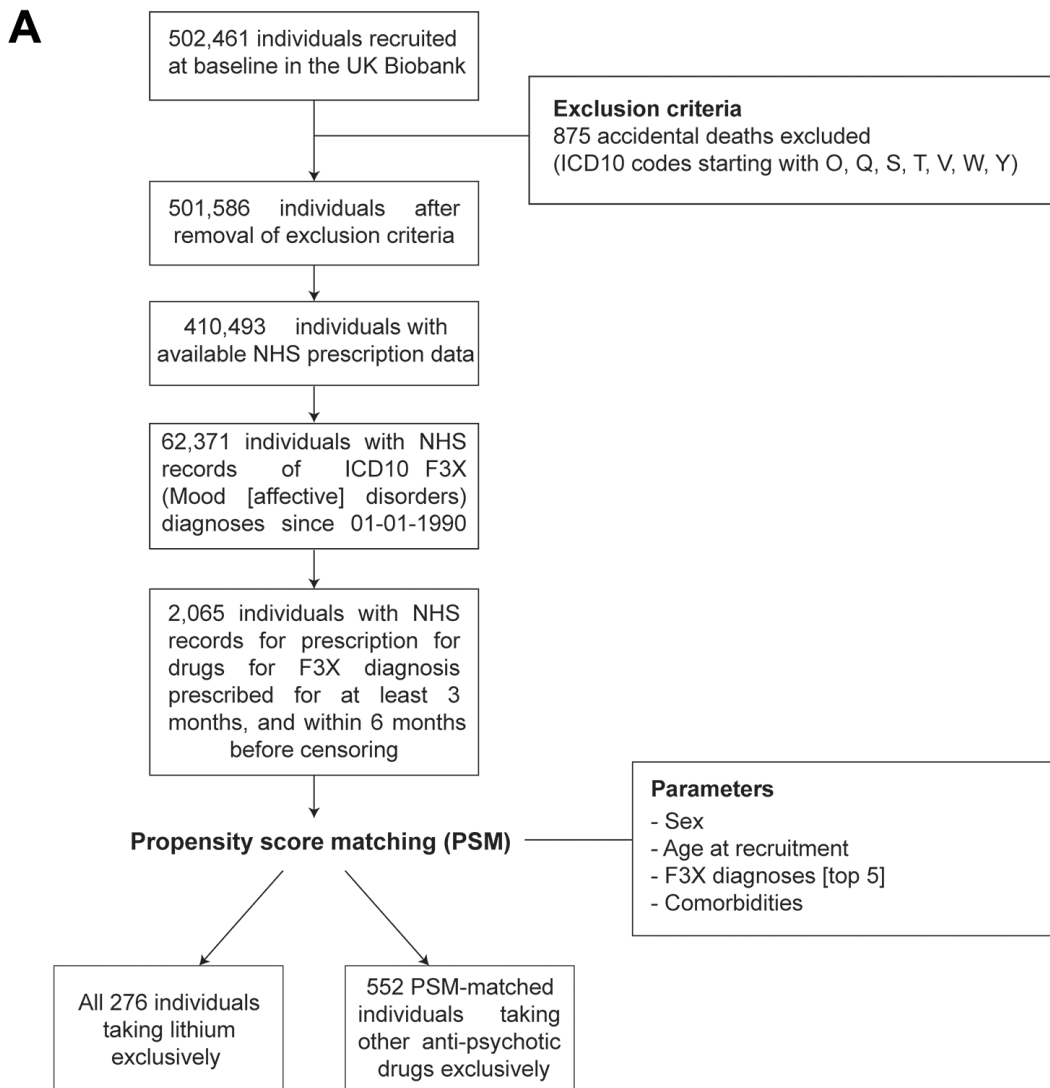 A
502,461 individuals recruited
at baseline in the UK Biobank
Exclusion criteria
875 accidental deaths excluded
(ICD10 codes starting with O, Q, S, T, V, W, Y)
501,586 individuals after
removal of exclusion criteria
410,493 individuals with
available NHS prescription data
62,371 individuals with NHS
records of ICD10 F3X
(Mood [affective] disorders)
diagnoses since 01-01-1990
2,065 individuals with NHS
records for prescription for
drugs for F3X diagnosis
prescribed for at least 3
months, and within 6 months
before censoring
Propensity score matching (PSM)
Parameters
- Sex
- Age at recruitment
- F3X diagnoses [top 5]
- Comorbidities
All 276 individuals
taking lithium
exclusively
552 PSM-matched
individuals taking
other anti-psychotic
drugs exclusively